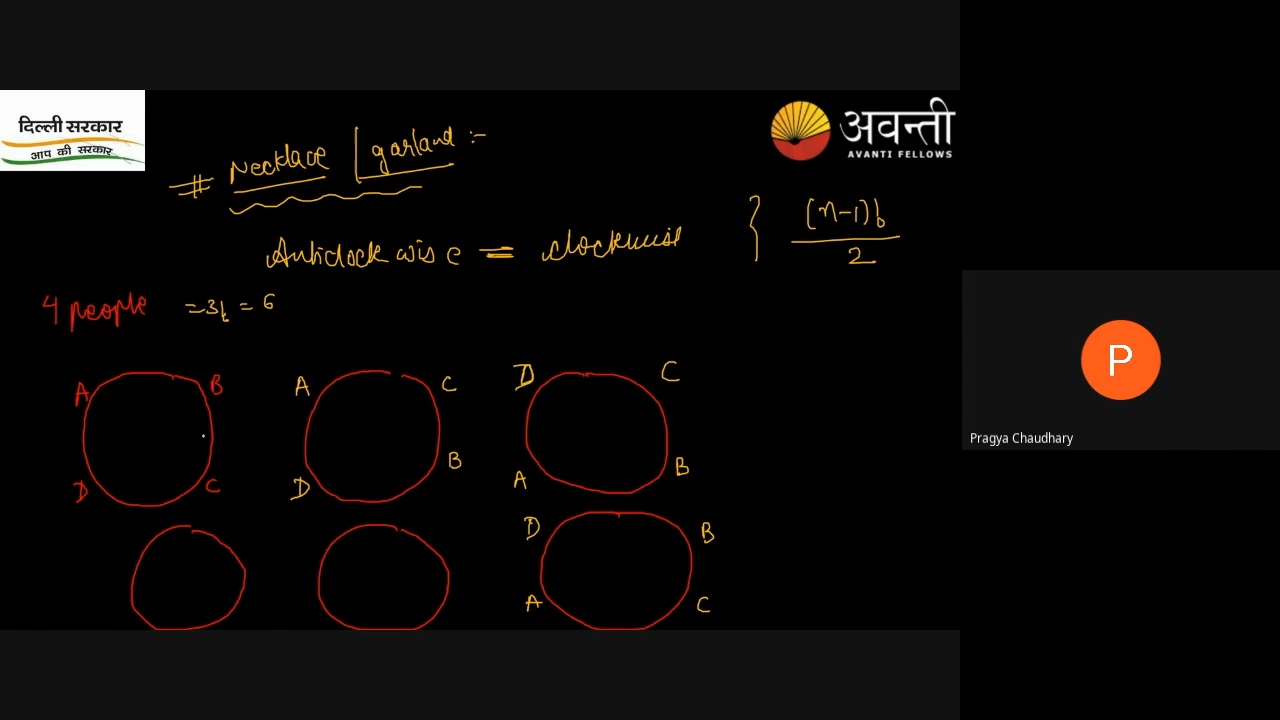 दिल्ली सरकार
आप की सरकार
अवन्ती
AVANTI FELLOWS
# Necklace | garland :-
Anticlockwise = clockwise } (n-1)!
2
4 people = 3! = 6
A B A C D C
D C D B A B
D B
A C
P
Pragya Chaudhary